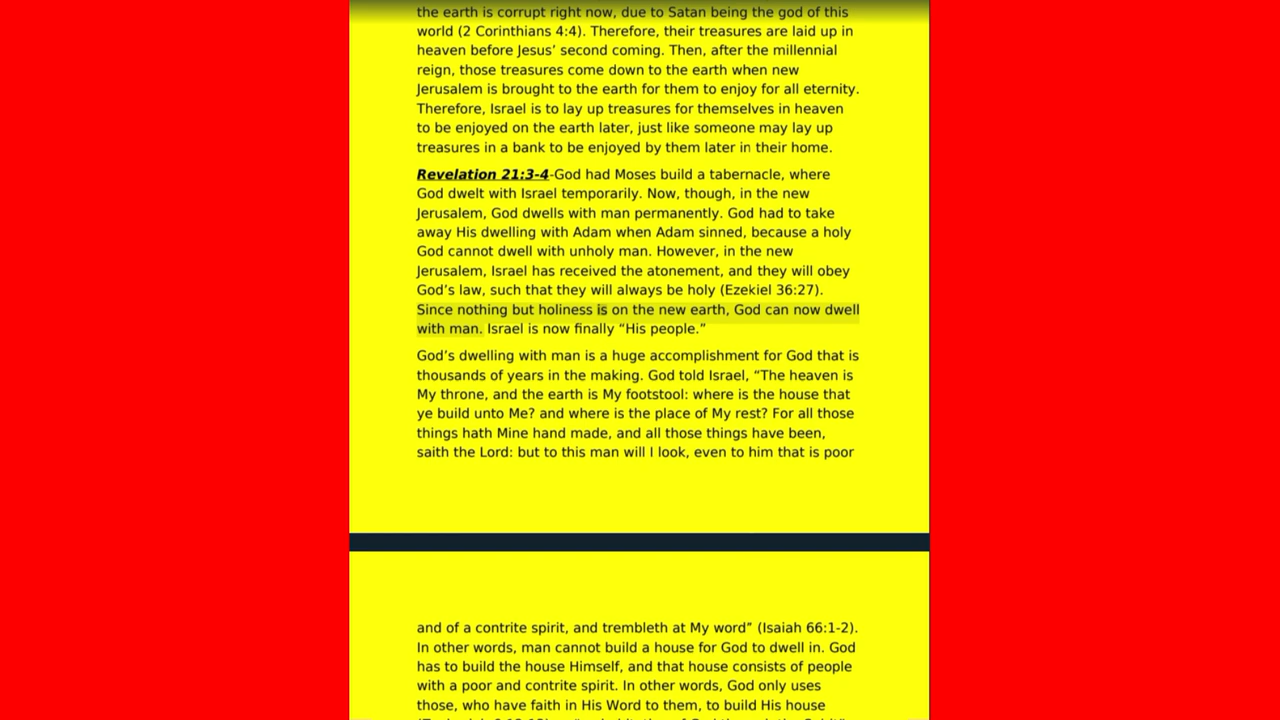 the earth is corrupt right now, due to Satan being the god of this
world (2 Corinthians 4:4). Therefore, their treasures are laid up in
heaven before Jesus’ second coming. Then, after the millennial
reign, those treasures come down to the earth when new
Jerusalem is brought to the earth for them to enjoy for all eternity.
Therefore, Israel is to lay up treasures for themselves in heaven
to be enjoyed on the earth later, just like someone may lay up
treasures in a bank to be enjoyed by them later in their home.
Revelation 21:3-4-God had Moses build a tabernacle, where
God dwelt with Israel temporarily. Now, though, in the new
Jerusalem, God dwells with man permanently. God had to take
away His dwelling with Adam when Adam sinned, because a holy
God cannot dwell with unholy man. However, in the new
Jerusalem, Israel has received the atonement, and they will obey
God’s law, such that they will always be holy (Ezekiel 36:27).
Since nothing but holiness is on the new earth, God can now dwell
with man. Israel is now finally “His people.”
God’s dwelling with man is a huge accomplishment for God that is
thousands of years in the making. God told Israel, “The heaven is
My throne, and the earth is My footstool: where is the house that
ye build unto Me? and where is the place of My rest? For all those
things hath Mine hand made, and all those things have been,
saith the Lord: but to this man will I look, even to him that is poor
and of a contrite spirit, and trembleth at My word” (Isaiah 66:1-2).
In other words, man cannot build a house for God to dwell in. God
has to build the house Himself, and that house consists of people
with a poor and contrite spirit. In other words, God only uses
those, who have faith in His Word to them, to build His house